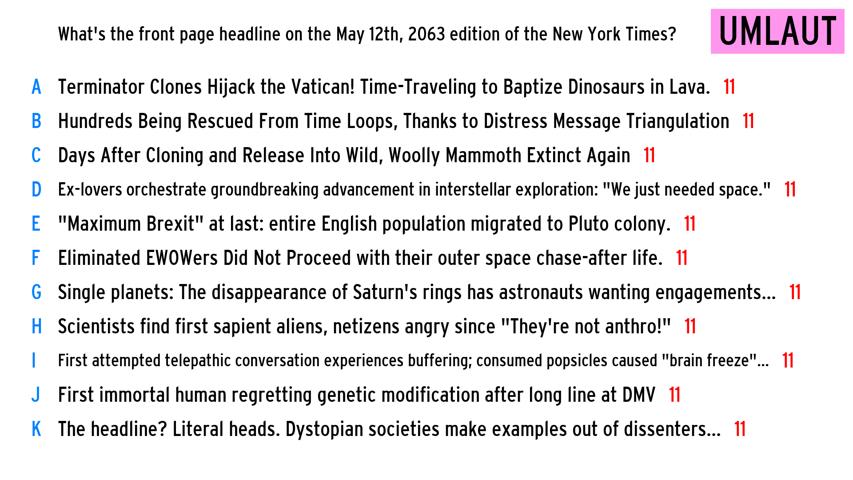 What's the front page headline on the May 12th, 2063 edition of the New York Times? UMLAUT
A Terminator Clones Hijack the Vatican! Time-Traveling to Baptize Dinosaurs in Lava. 11
B Hundreds Being Rescued From Time Loops, Thanks to Distress Message Triangulation 11
C Days After Cloning and Release Into Wild, Woolly Mammoth Extinct Again 11
D Ex-lovers orchestrate groundbreaking advancement in interstellar exploration: "We just needed space." 11
E "Maximum Brexit" at last: entire English population migrated to Pluto colony. 11
F Eliminated EWOWers Did Not Proceed with their outer space chase-after life. 11
G Single planets: The disappearance of Saturn's rings has astronauts wanting engagements... 11
H Scientists find first sapient aliens, netizens angry since "They're not anthro!" 11
I First attempted telepathic conversation experiences buffering; consumed popsicles caused "brain freeze"... 11
J First immortal human regretting genetic modification after long line at DMV 11
K The headline? Literal heads. Dystopian societies make examples out of dissenters... 11